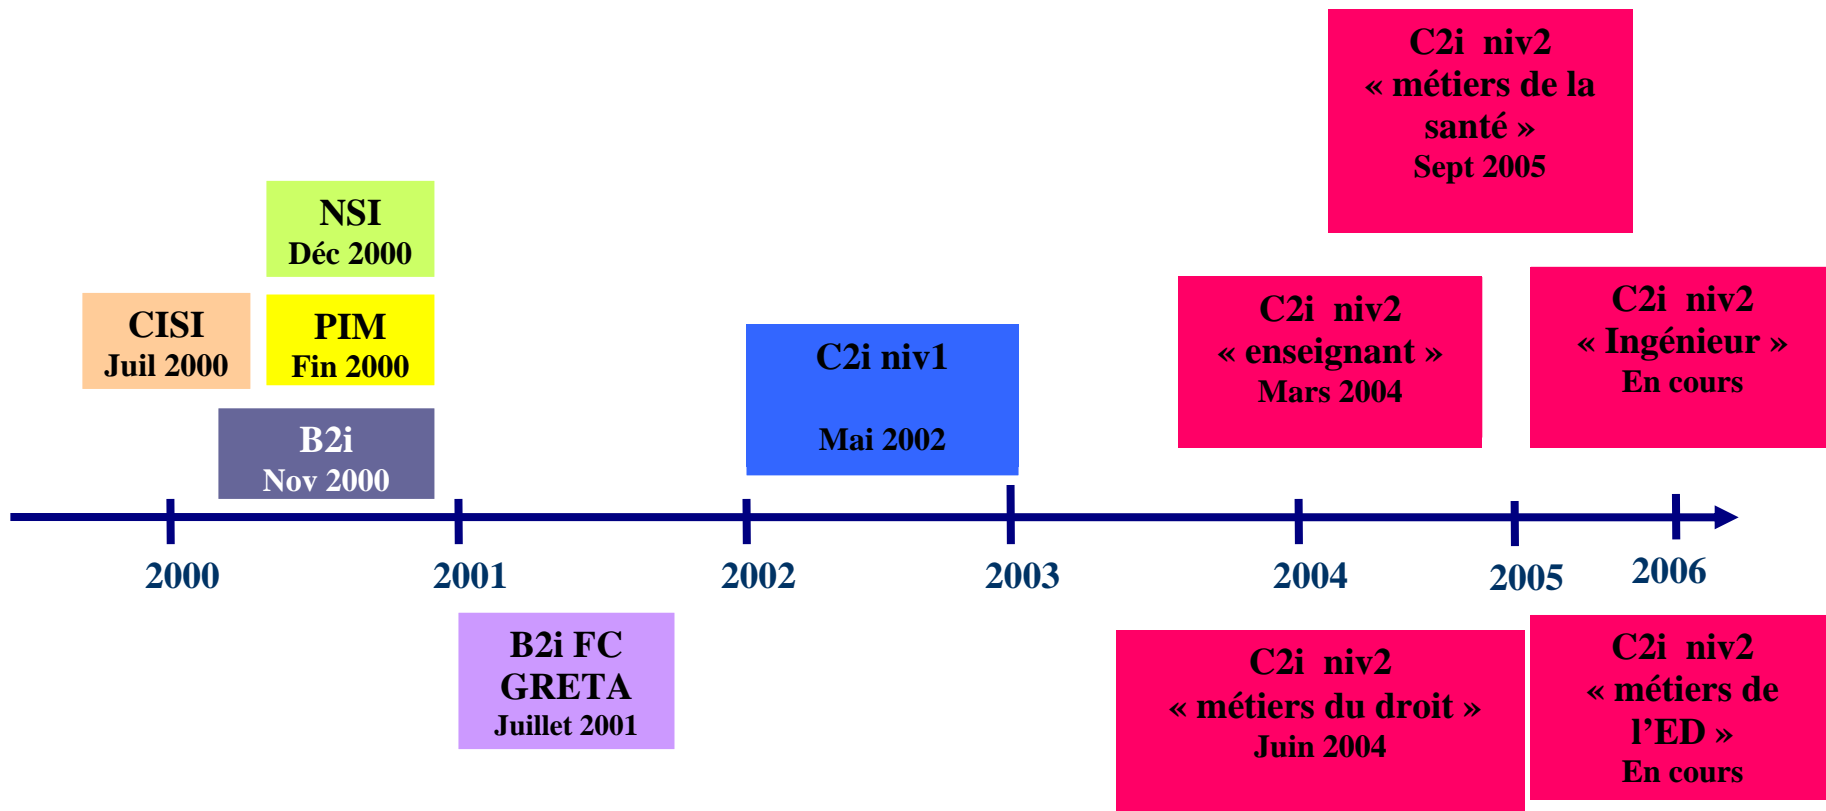 C2i niv2
« métiers de la
santé »
Sept 2005
NSI
Déc 2000
CISI
Juil 2000
PIM
Fin 2000
C2i niv2
« enseignant »
Mars 2004
C2i niv2
« Ingénieur »
En cours
C2i niv1
Mai 2002
B2i
Nov 2000
2000
2001
2002
2003
2004
2005
2006
B2i FC
GRETA
Juillet 2001
C2i niv2
« métiers du droit »
Juin 2004
C2i niv2
« métiers de
l’ED »
En cours